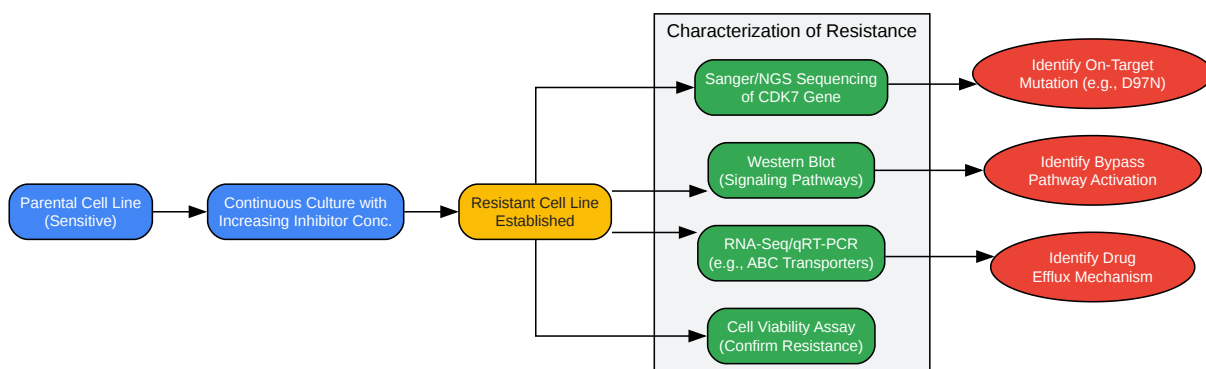 Characterization of Resistance
Sanger/NGS Sequencing
of CDK7 Gene
Identify On-Target
Mutation (e.g., D97N)
Western Blot
(Signaling Pathways)
Identify Bypass
Pathway Activation
Parental Cell Line
(Sensitive)
Continuous Culture with
Increasing Inhibitor Conc.
Resistant Cell Line
Established
RNA-Seq/qRT-PCR
(e.g., ABC Transporters)
Identify Drug
Efflux Mechanism
Cell Viability Assay
(Confirm Resistance)